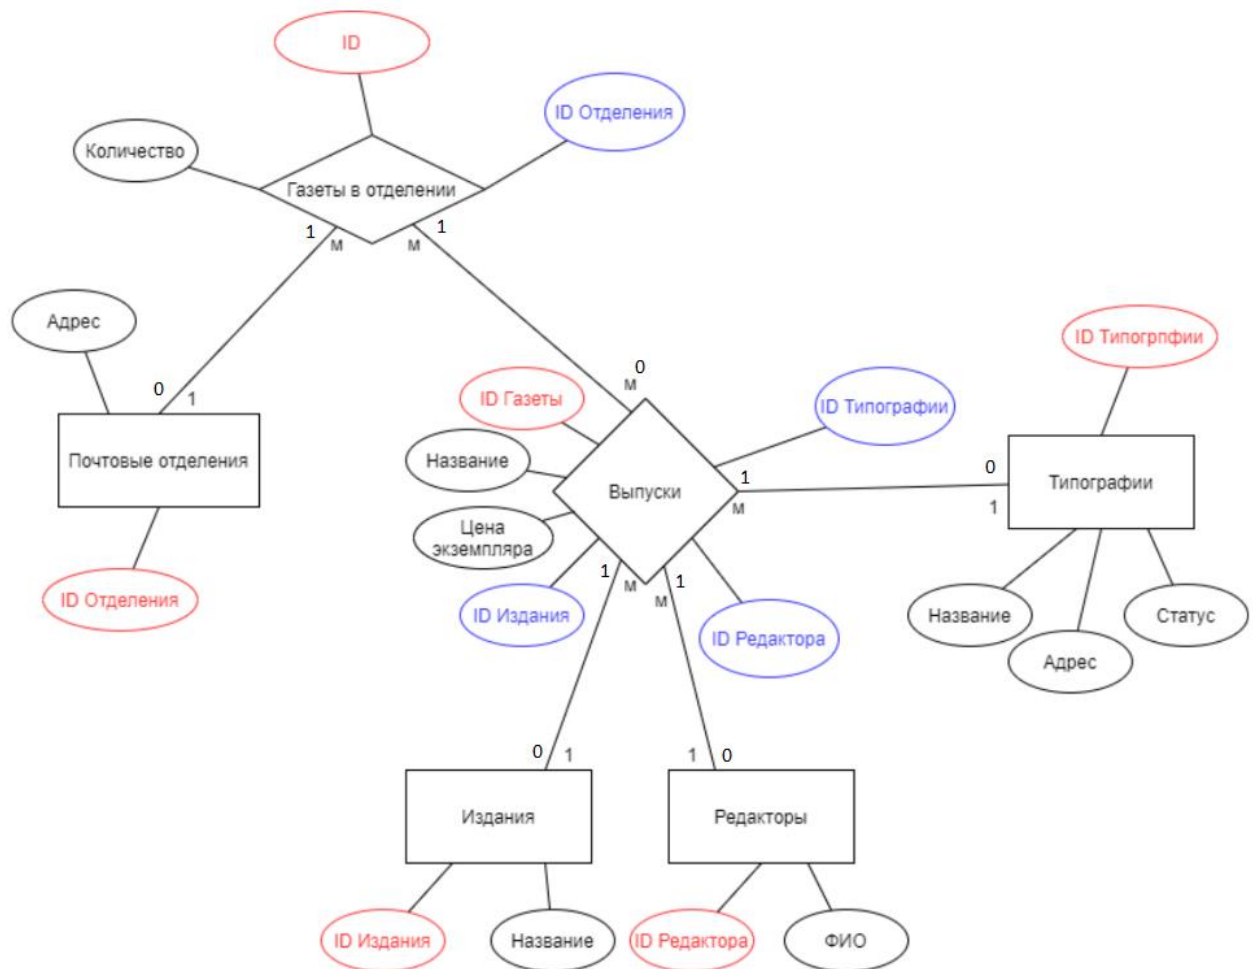 ID
ID Отделения
Количество
Газеты в отделении
1
м
м
1
Адрес
0
1
Почтовые отделения
ID Отделения
0
м
ID Газеты
ID Типографии
ID Типогрпфии
Название
Выпуски
1
м
0
1
Типографии
Цена
экземпляра
ID Издания
1
м
м
1
ID Редактора
Название
Адрес
Статус
0
1
1
0
Издания
Редакторы
ID Издания
Название
ID Редактора
ФИО